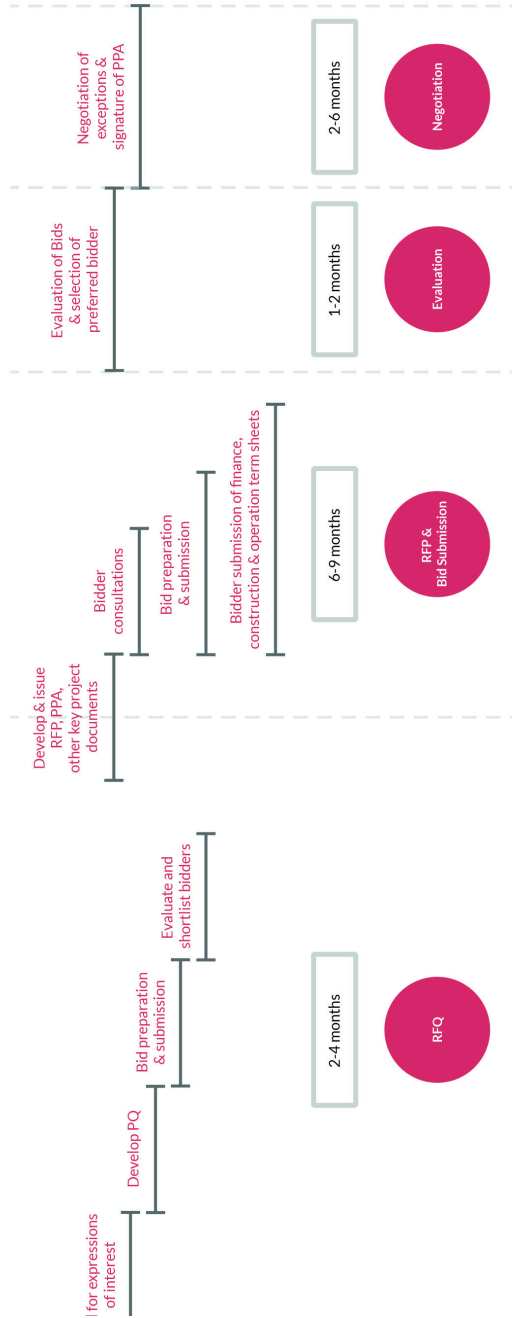 for expressions
of interest
Develop PQ
Bid preparation
& submission
Evaluate and
shortlist bidders
Develop & issue
RFP, PPA,
other key project
documents
Bidder
consultations
Bid preparation
& submission
Bidder submission of finance,
construction & operation term sheets
Evaluation of Bids
& selection of
preferred bidder
Negotiation of
exceptions &
signature of PPA
2-4 months
6-9 months
1-2 months
2-6 months
RFQ
RFP &
Bid Submission
Evaluation
Negotiation